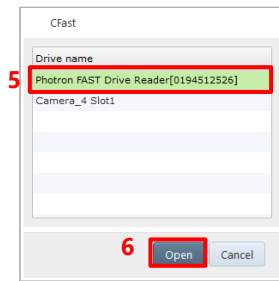 CFast
Drive name
5
Photron FAST Drive Reader[0194512526]
Camera_4 Slot1
6
Open
Cancel